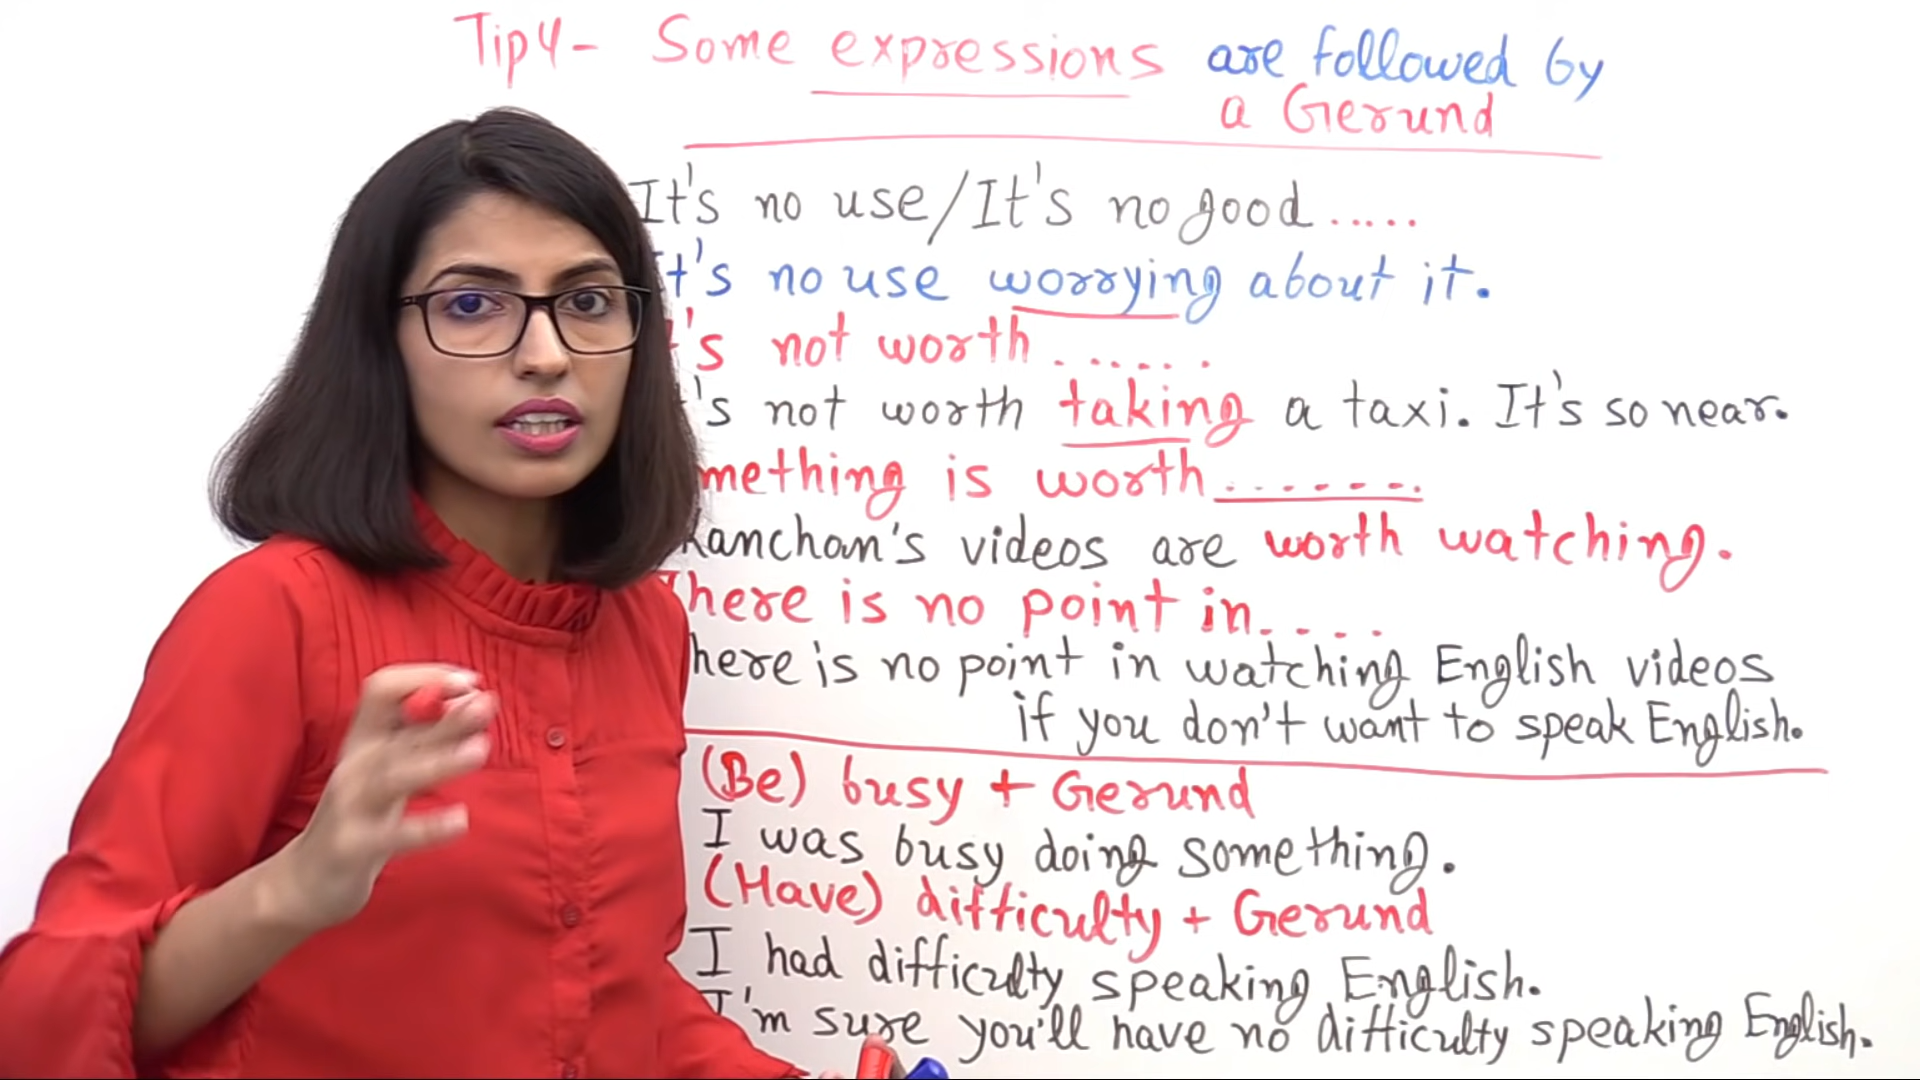 Tip4- Some expressions are followed by
a Gerund
It's no use/It's no good.....
t's no use worrying about it.
's not worth......
's not worth taking a taxi. It's so near.
mething is worth.......
Kanchan's videos are worth watching.
There is no point in.....
here is no point in watching English videos
if you don't want to speak English.
(Be) busy + Gerund
I was busy doing something.
(Have) difficulty + Gerund
I had difficulty speaking English.
I'm sure you'll have no difficulty speaking English.